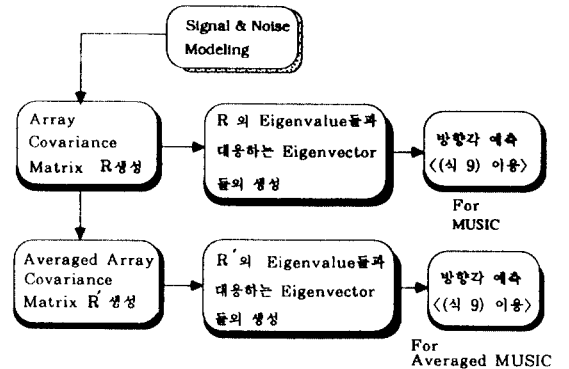 Signal & Noise
Modeling
Array
Covariance
Matrix R생성
R 의 Eigenvalue들과
대응하는 Eigenvector
들의 생성
방향각 예측
<(식 9) 이용>
For
MUSIC
Averaged Array
Covariance
Matrix R′ 생성
R′의 Eigenvalue들과
대응하는 Eigenvector
들의 생성
방향각 예측
<(식 9) 이용>
For
Averaged MUSIC